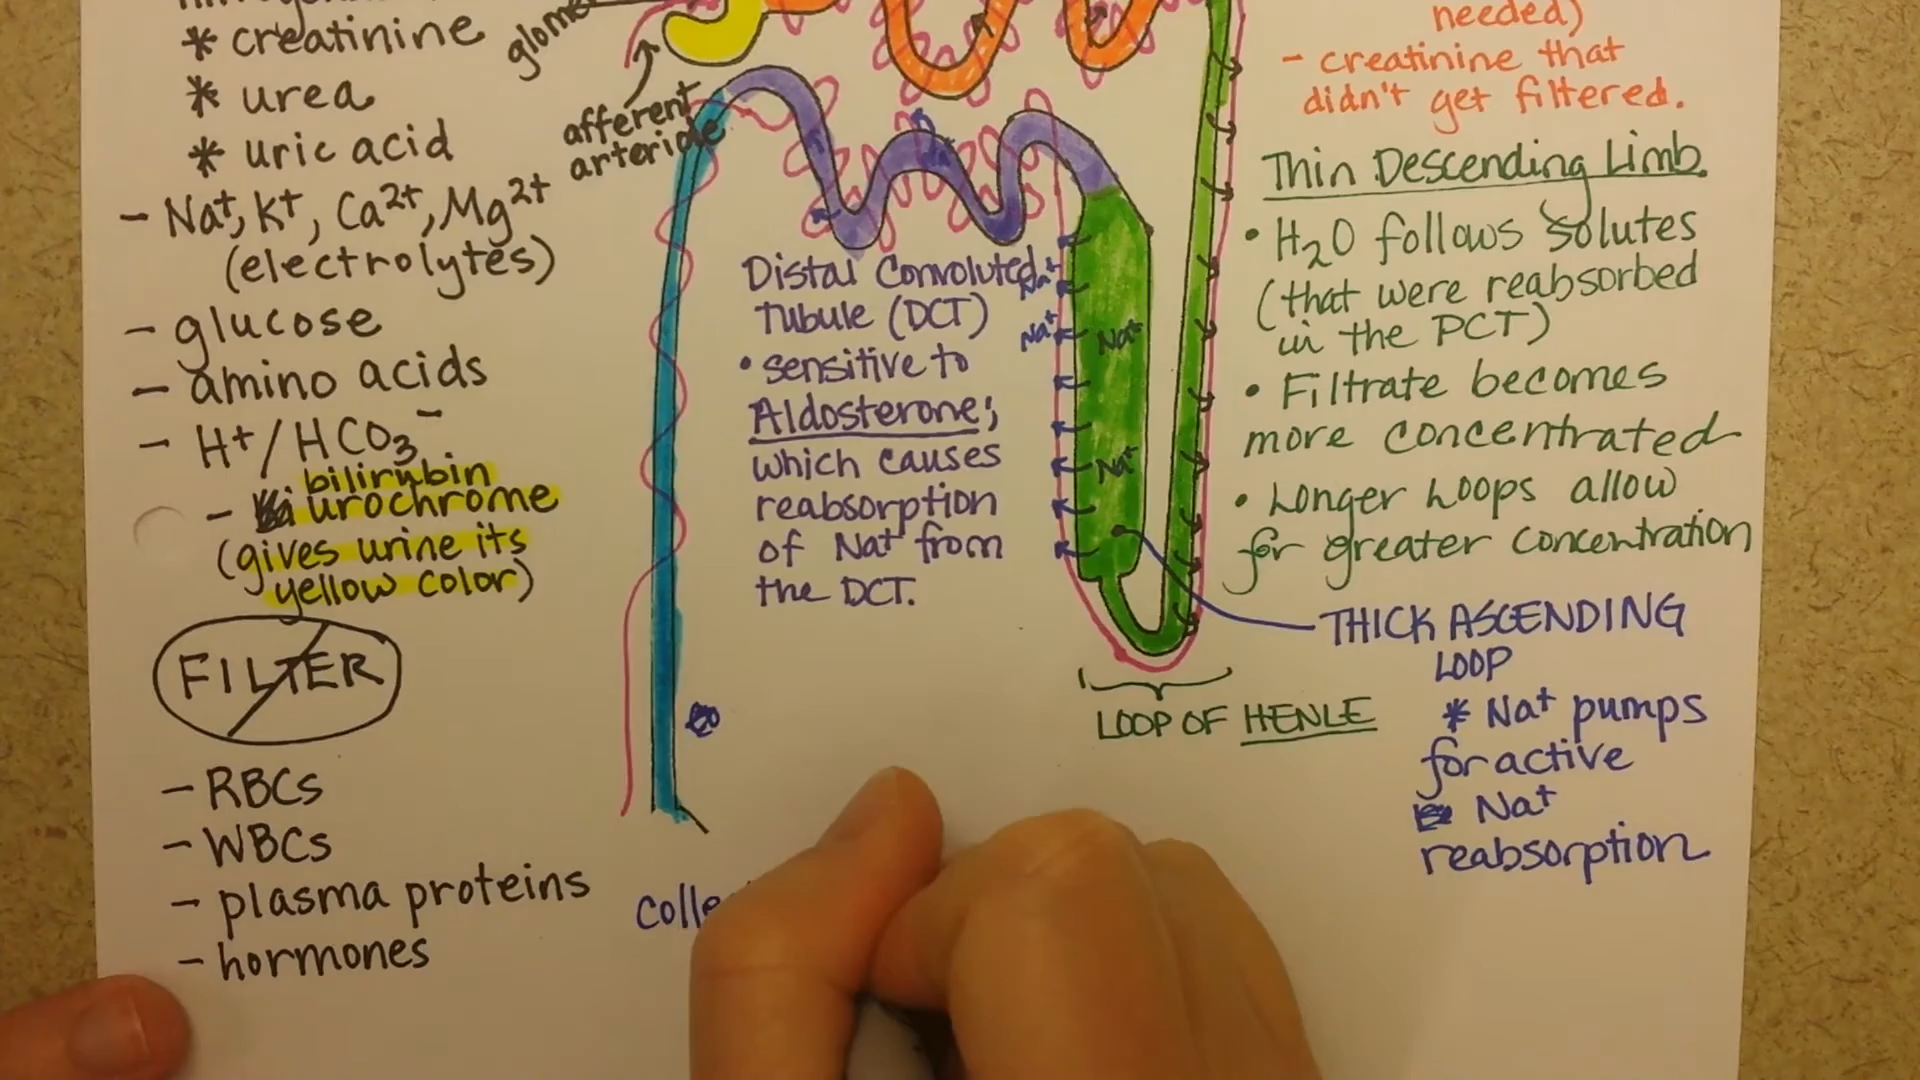 * creatinine
* urea
* uric acid
- Na+, K+, Ca2+, Mg2+
(electrolytes)
- glucose
- amino acids
- H+/HCO3-
bilirubin
- urochrome
(gives urine its
yellow color)
FILTER
- RBCs
- WBCs
- plasma proteins
- hormones
glome
afferent
arteriole
Distal Convoluted
Tubule (DCT)
• sensitive to
Aldosterone;
which causes
reabsorption
of Na+ from
the DCT.
Na+
Na+
Na+
Na+
Colle
LOOP OF HENLE
needed)
- creatinine that
didn't get filtered.
Thin Descending Limb.
• H2O follows solutes
(that were reabsorbed
in the PCT)
• Filtrate becomes
more concentrated
• Longer Loops allow
for greater concentration
THICK ASCENDING
LOOP
* Na+ pumps
for active
Na+
reabsorption